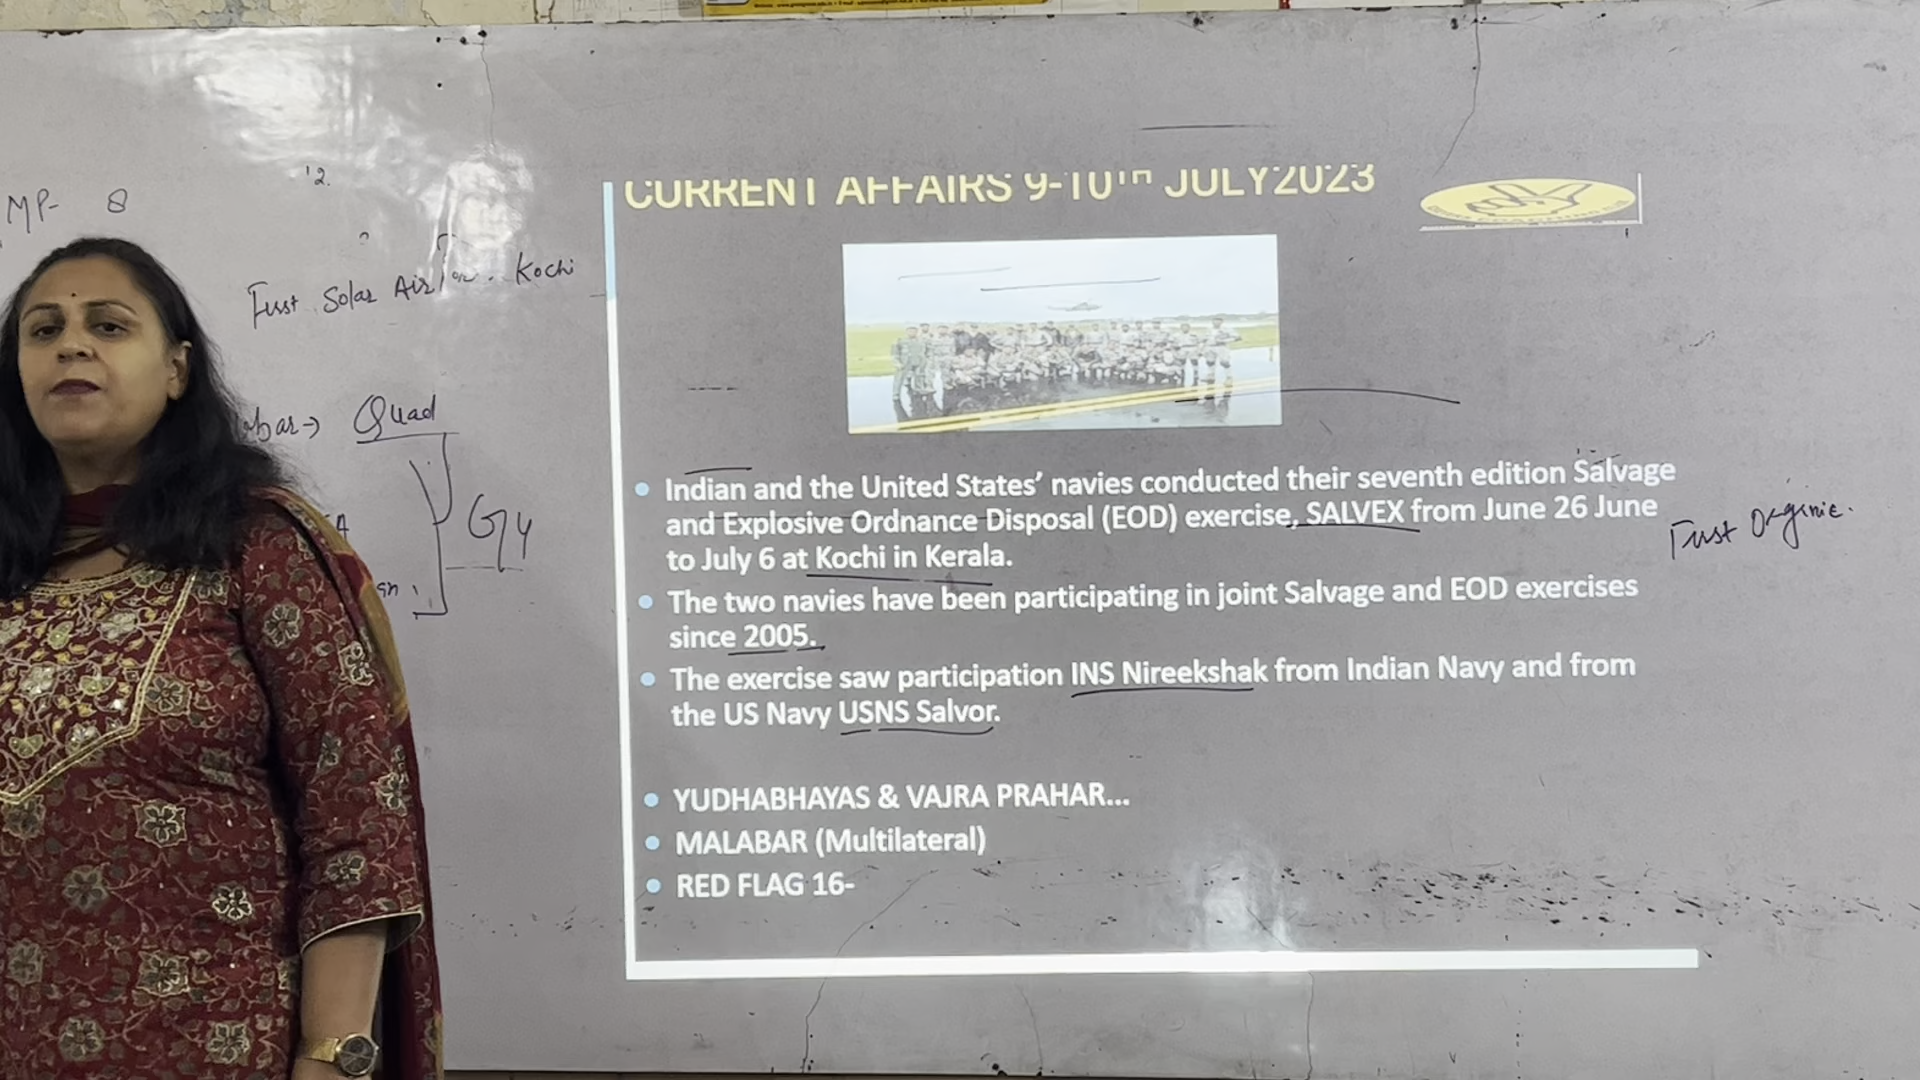 MP- 8
'2.
First Solar Air Kochi
Quad
G4
CURRENT AFFAIRS 9-10th JULY2023
Indian and the United States' navies conducted their seventh edition Salvage
and Explosive Ordnance Disposal (EOD) exercise, SALVEX from June 26 June
to July 6 at Kochi in Kerala.
The two navies have been participating in joint Salvage and EOD exercises
since 2005.
The exercise saw participation INS Nireekshak from Indian Navy and from
the US Navy USNS Salvor.
YUDHABHAYAS & VAJRA PRAHAR...
MALABAR (Multilateral)
RED FLAG 16-
First Organic.